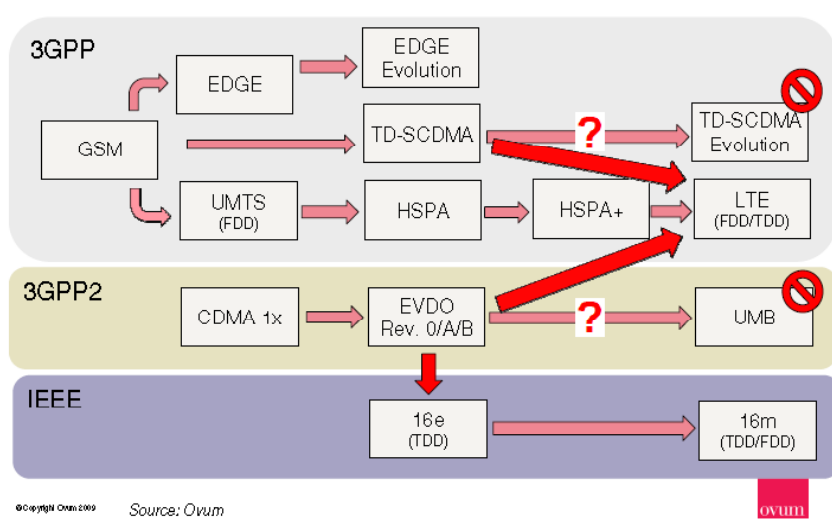 3GPP
EDGE
Evolution
EDGE
GSM
TD-SCDMA
?
TD-SCDMA
Evolution
UMTS
(FDD)
HSPA
HSPA+
LTE
(FDD/TDD)
3GPP2
CDMA 1x
EVDO
Rev. 0/A/B
?
UMB
IEEE
16e
(TDD)
16m
(TDD/FDD)
©Copyright Ovum 2009
Source: Ovum
ovum